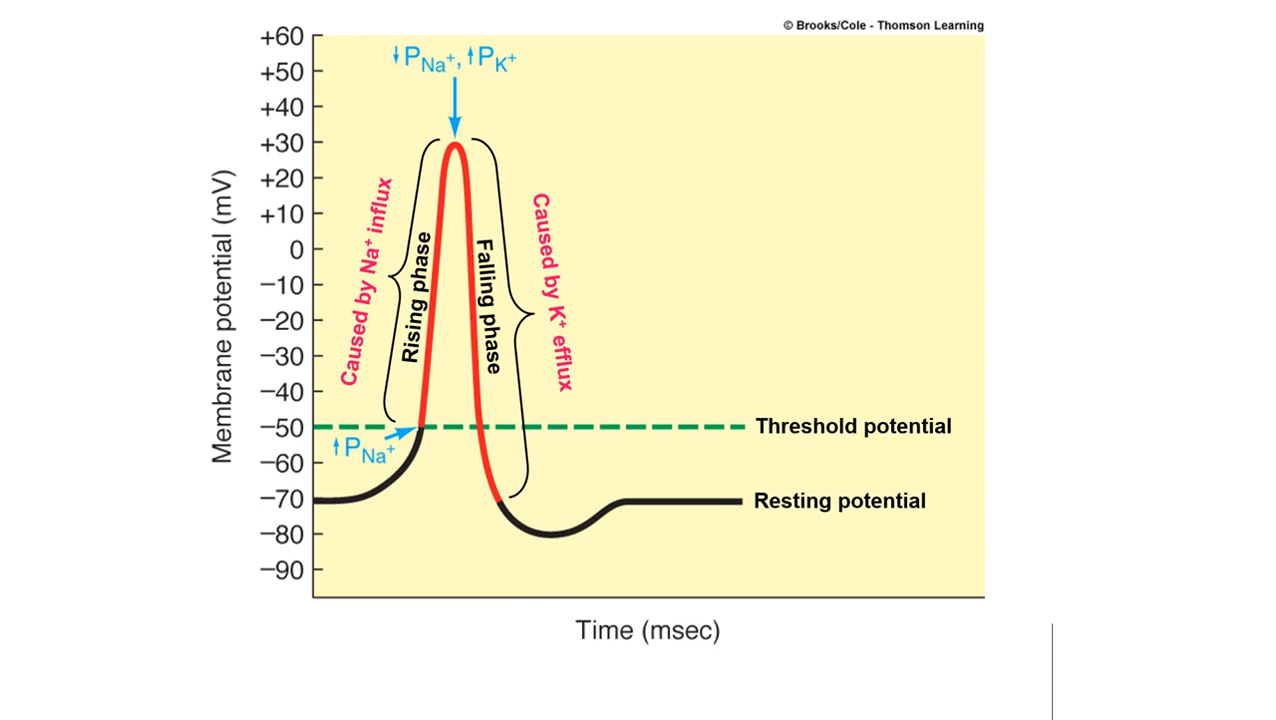 © Brooks/Cole - Thomson Learning
+60
+50
+40
+30
+20
+10
0
−10
−20
−30
−40
−50
−60
−70
−80
−90
Membrane potential (mV)
↓PNa+, ↑PK+
Caused by Na+ influx
Rising phase
Falling phase
Caused by K+ efflux
↑PNa+
Threshold potential
Resting potential
Time (msec)